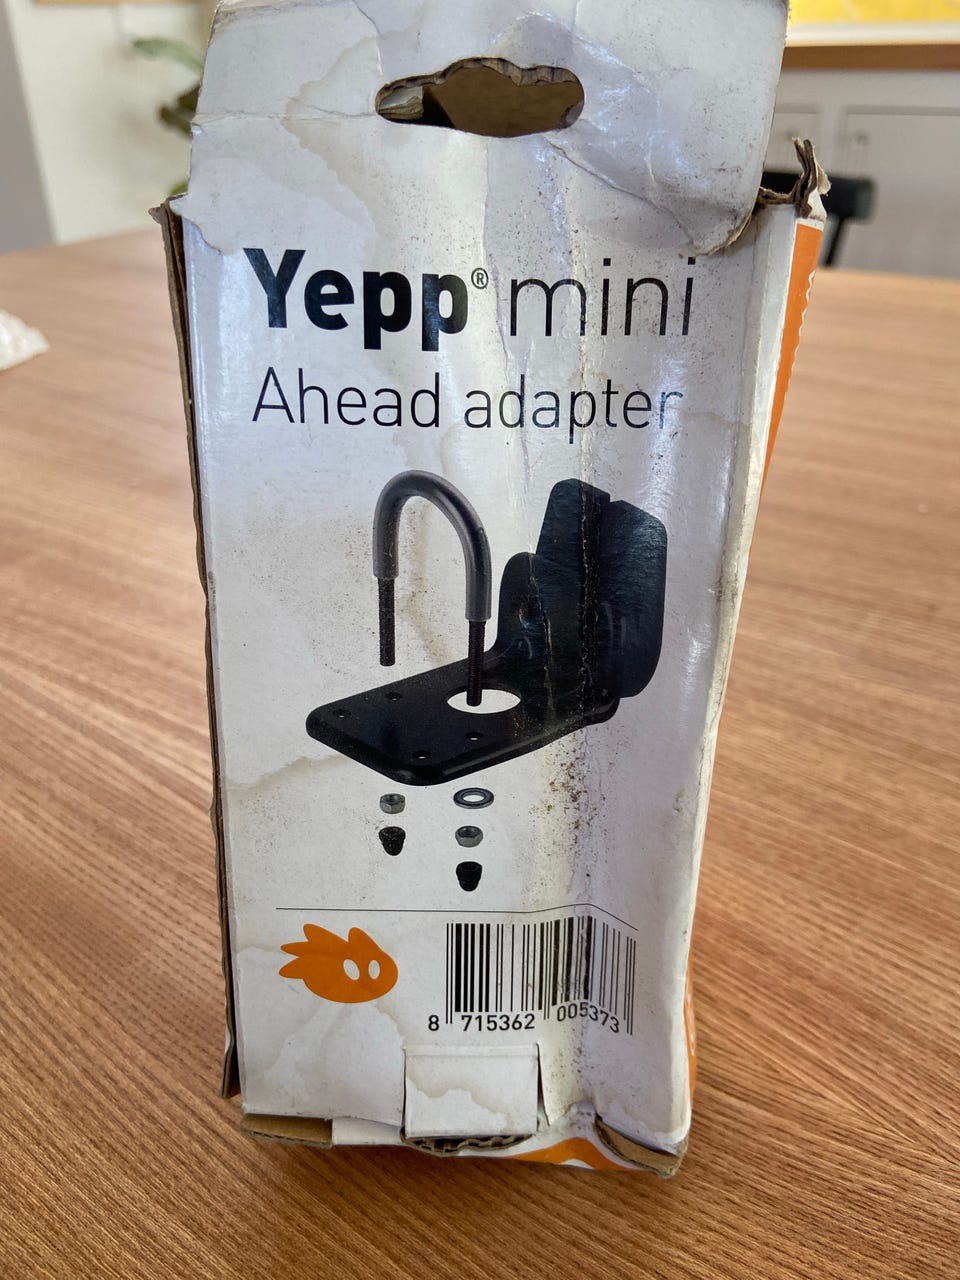 Yepp® mini
Ahead adapter
8 715362 005373